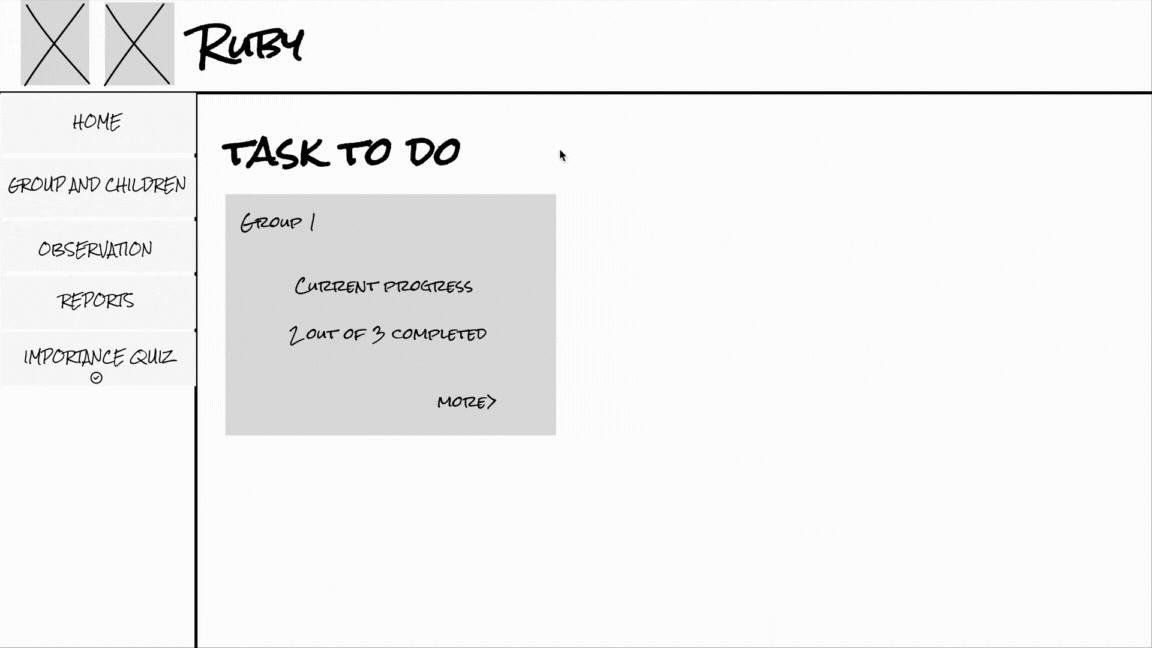 Ruby
HOME
GROUP AND CHILDREN
OBSERVATION
REPORTS
IMPORTANCE QUIZ
TASK TO DO
Group 1
Current progress
2 out of 3 completed
more>